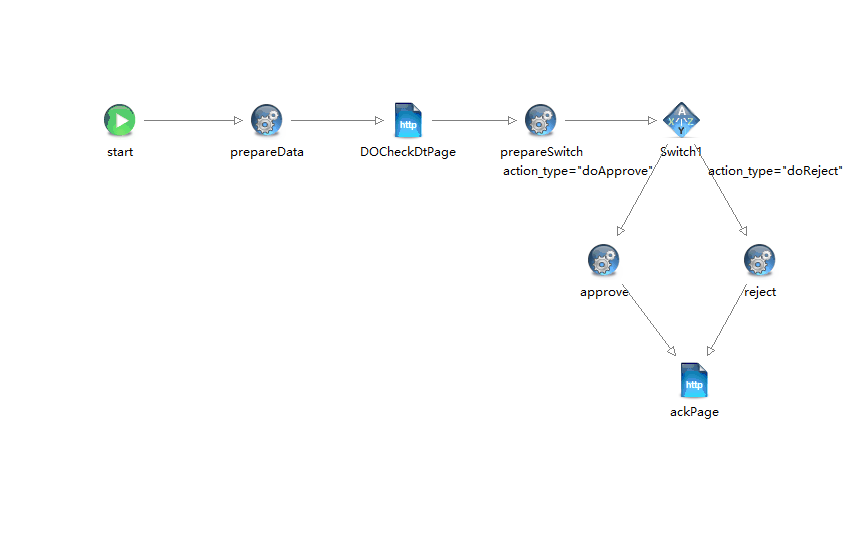 http
A
X Z
Y
start
prepareData
DOCheckDtPage
prepareSwitch
Switch1
action_type="doApprove"
action_type="doReject"
approve
reject
http
ackPage